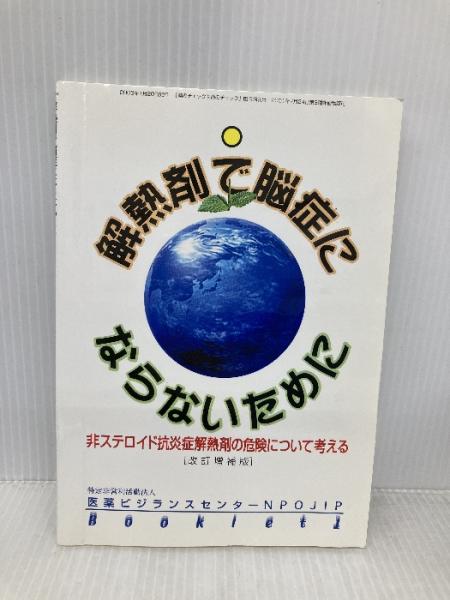 解熱剤で脳症に
ならないために
非ステロイド抗炎症解熱剤の危険について考える
[改訂増補版]
特定非営利活動法人
医薬ビジランスセンターNPOJIP
Booklet1